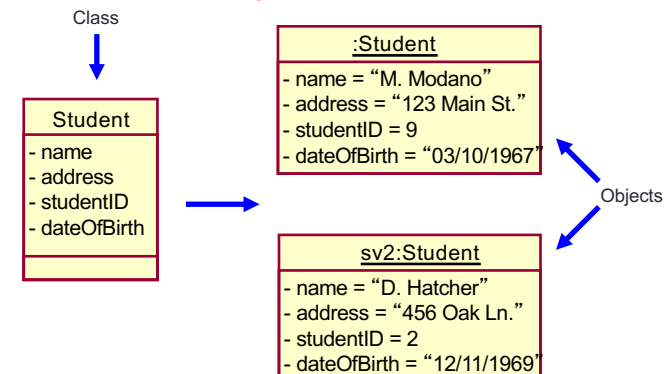 Class
Student
- name
- address
- studentID
- dateOfBirth
:Student
- name = “M. Modano”
- address = “123 Main St.”
- studentID = 9
- dateOfBirth = “03/10/1967”
Objects
sv2:Student
- name = “D. Hatcher”
- address = “456 Oak Ln.”
- studentID = 2
- dateOfBirth = “12/11/1969”